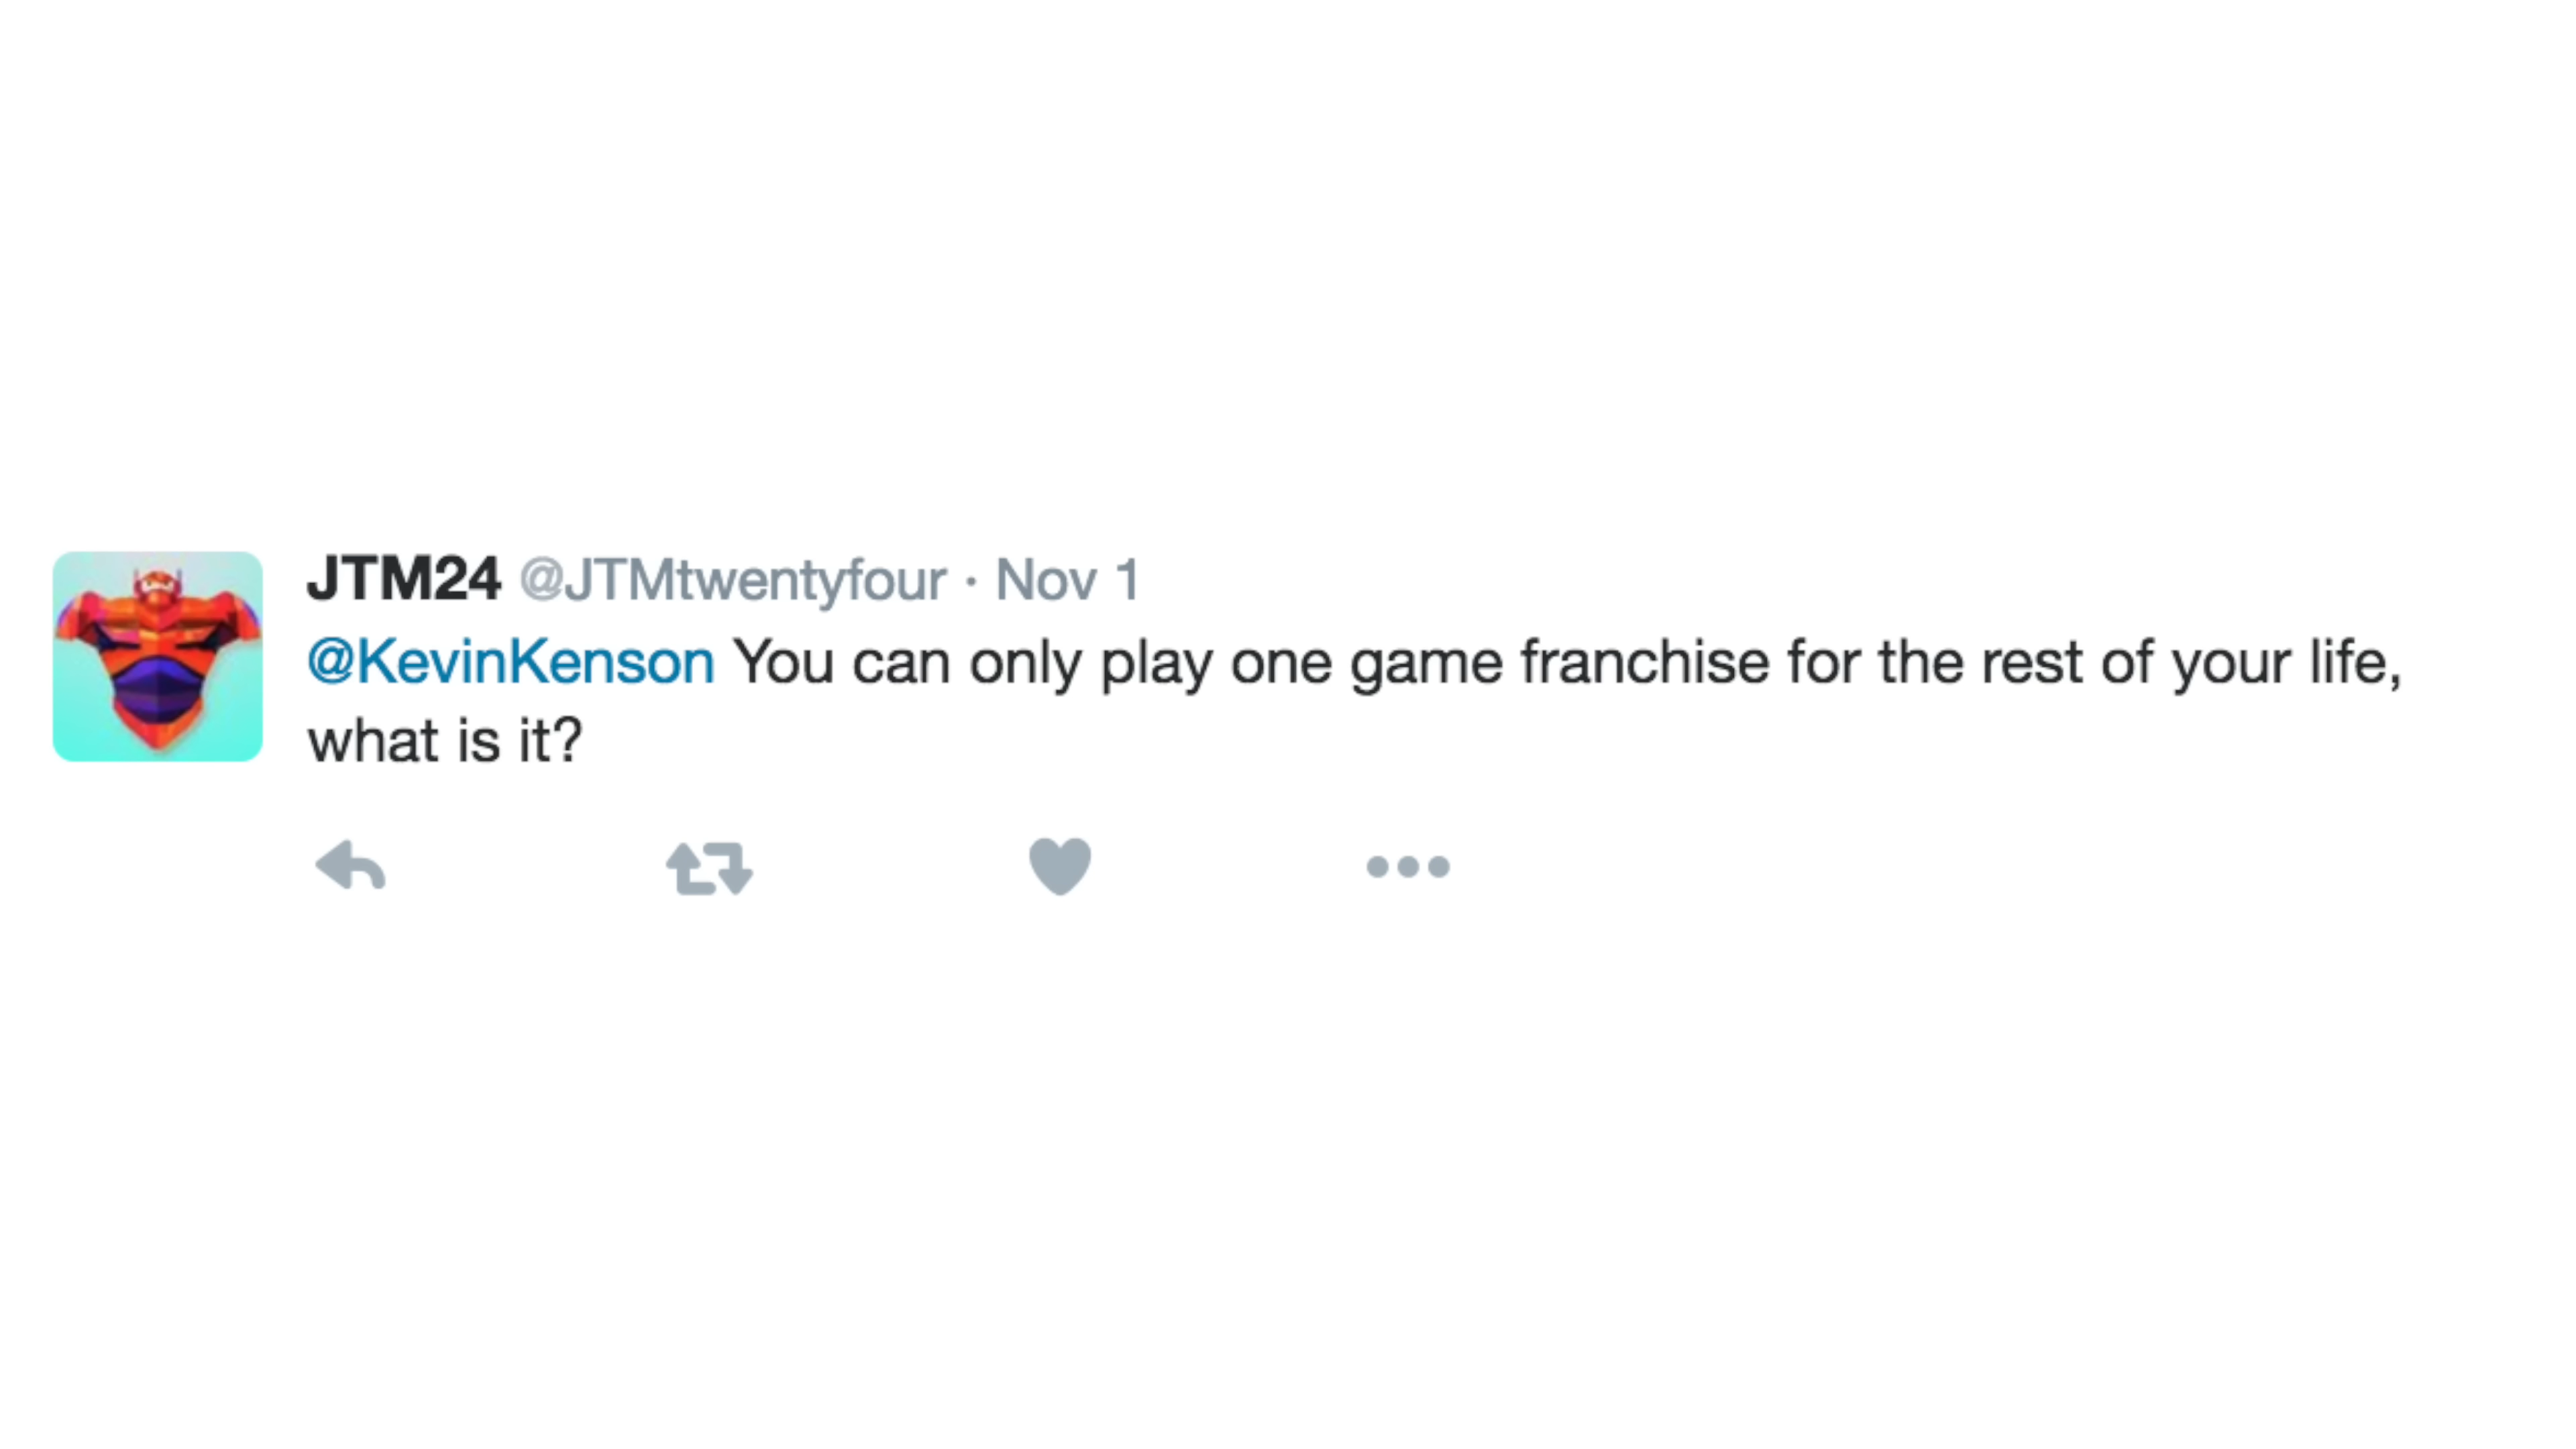 JTM24 @JTMtwentyfour · Nov 1
@KevinKenson You can only play one game franchise for the rest of your life,
what is it?